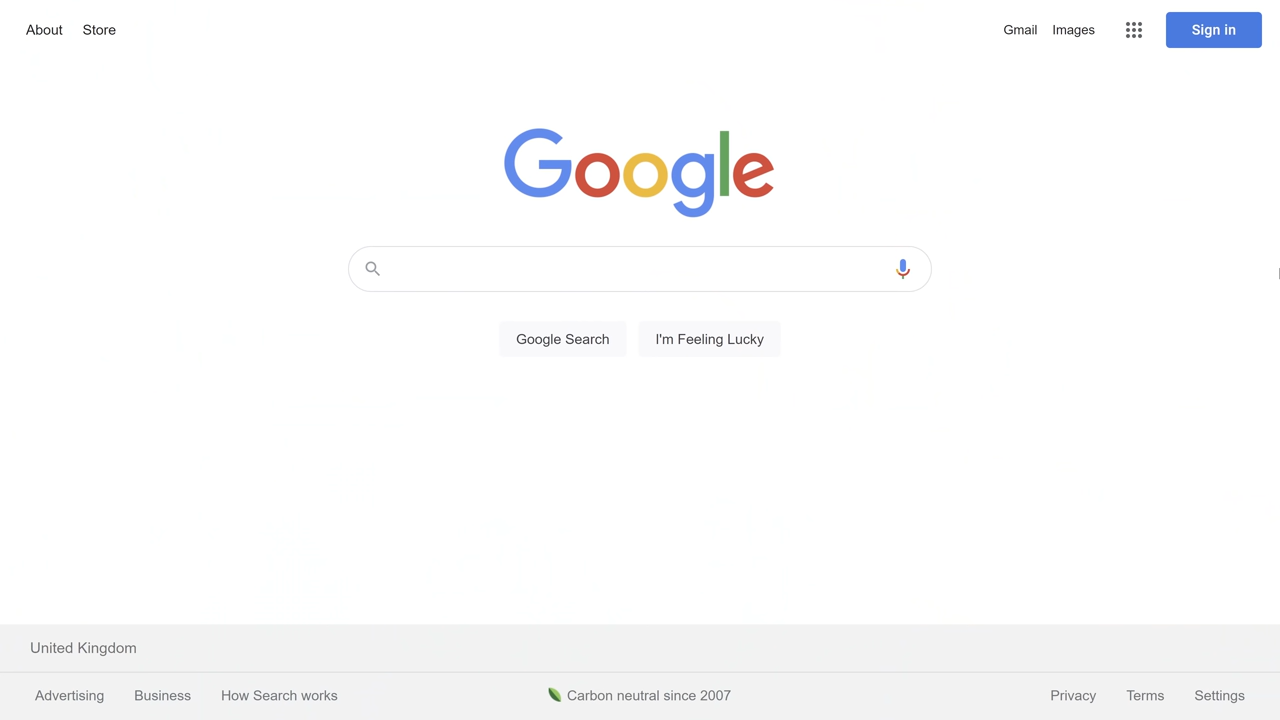 About Store Gmail Images Sign in
Google
Google Search I'm Feeling Lucky
United Kingdom
Advertising Business How Search works Carbon neutral since 2007 Privacy Terms Settings